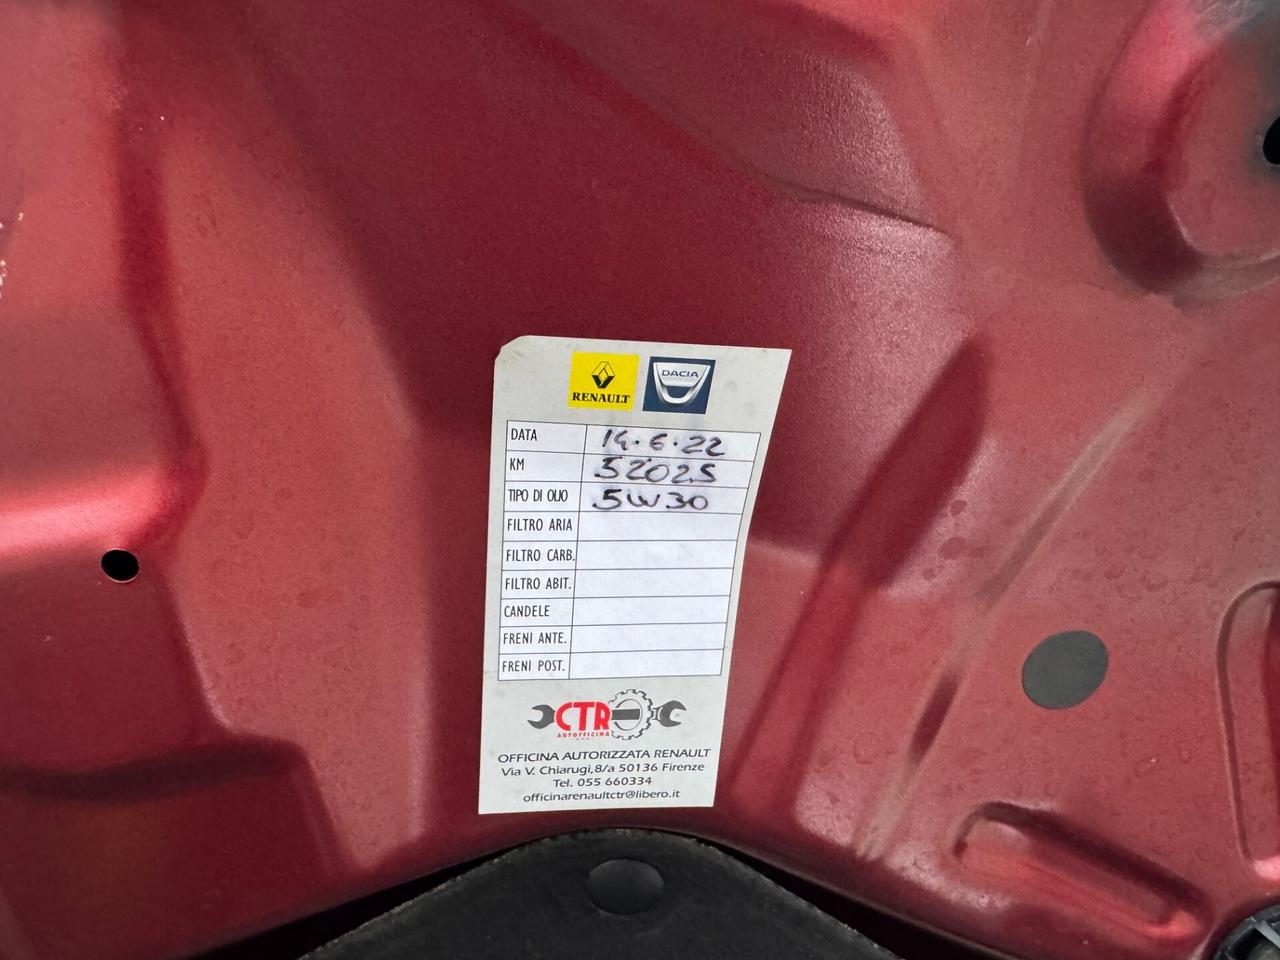 RENAULT
DACIA
DATA 14.6.22
KM 52025
TIPO DI OLIO 5W30
FILTRO ARIA
FILTRO CARB.
FILTRO ABIT.
CANDELE
FRENI ANTE.
FRENI POST.
CTR
AUTOFFICINA
OFFICINA AUTORIZZATA RENAULT
Via V. Chiarugi,8/a 50136 Firenze
Tel. 055 660334
officinarenaultctr@libero.it